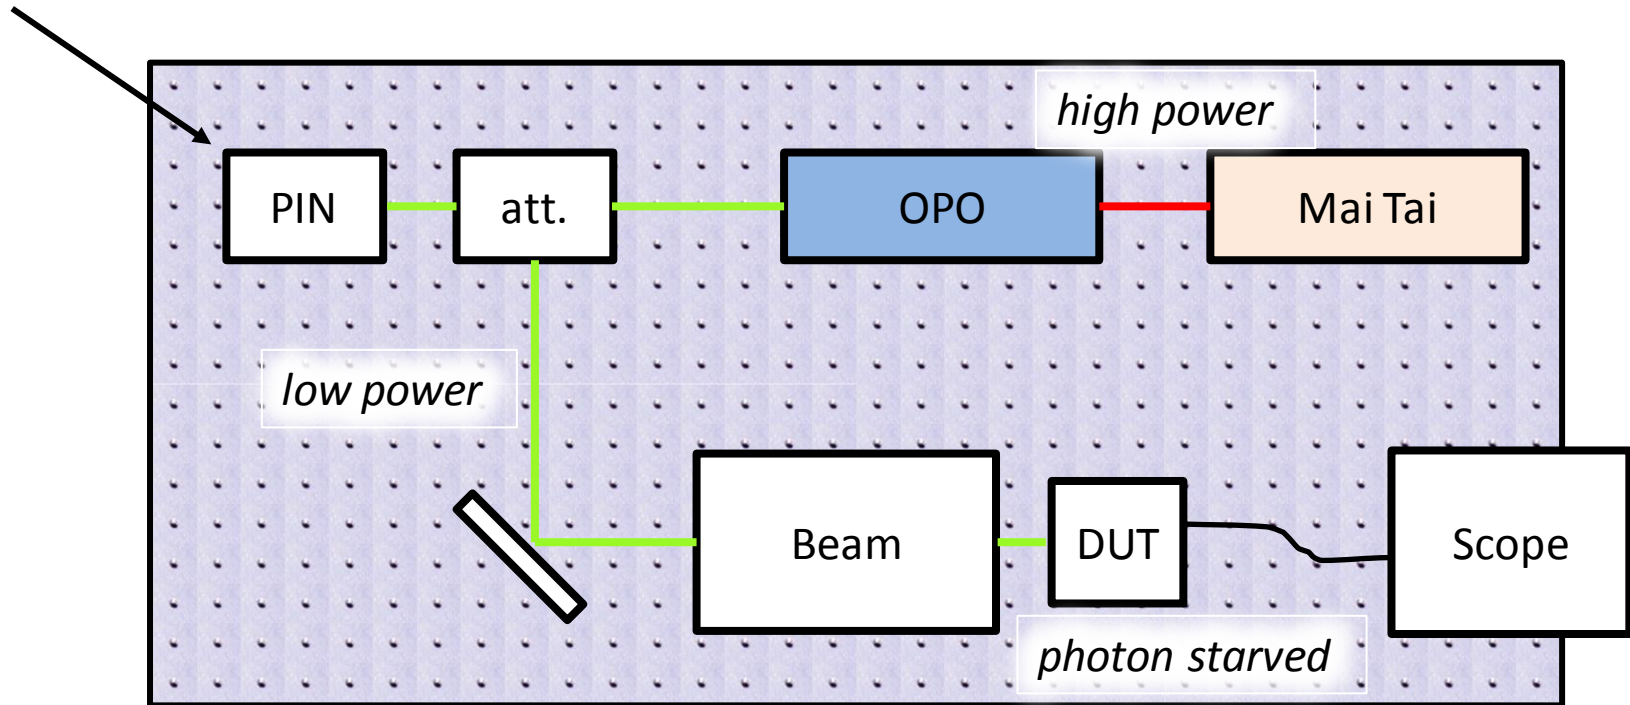 high power
PIN
att.
OPO
Mai Tai
low power
Beam
DUT
Scope
photon starved